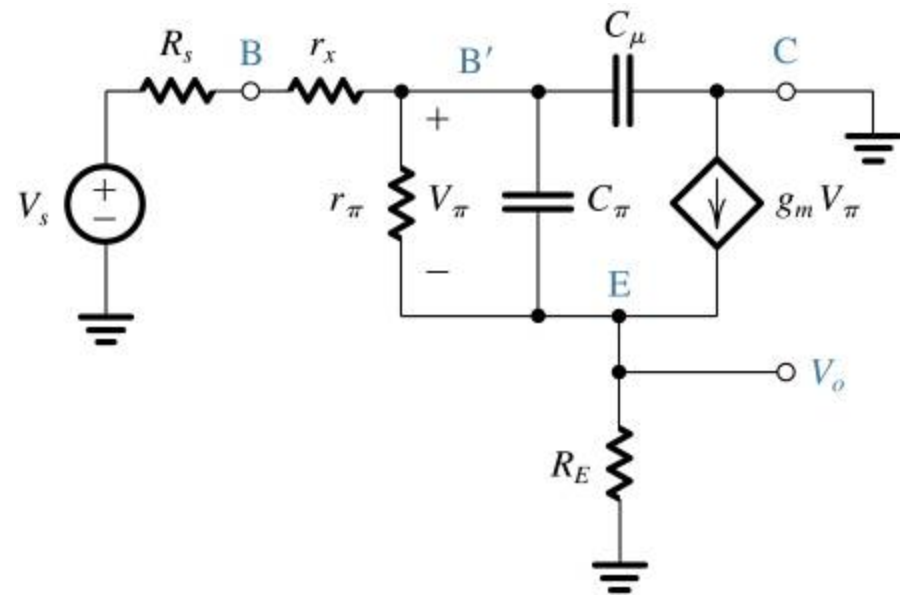 C_μ
R_s B r_x B′ C
+
V_s + − r_π V_π C_π g_m V_π
−
E
V_o
R_E